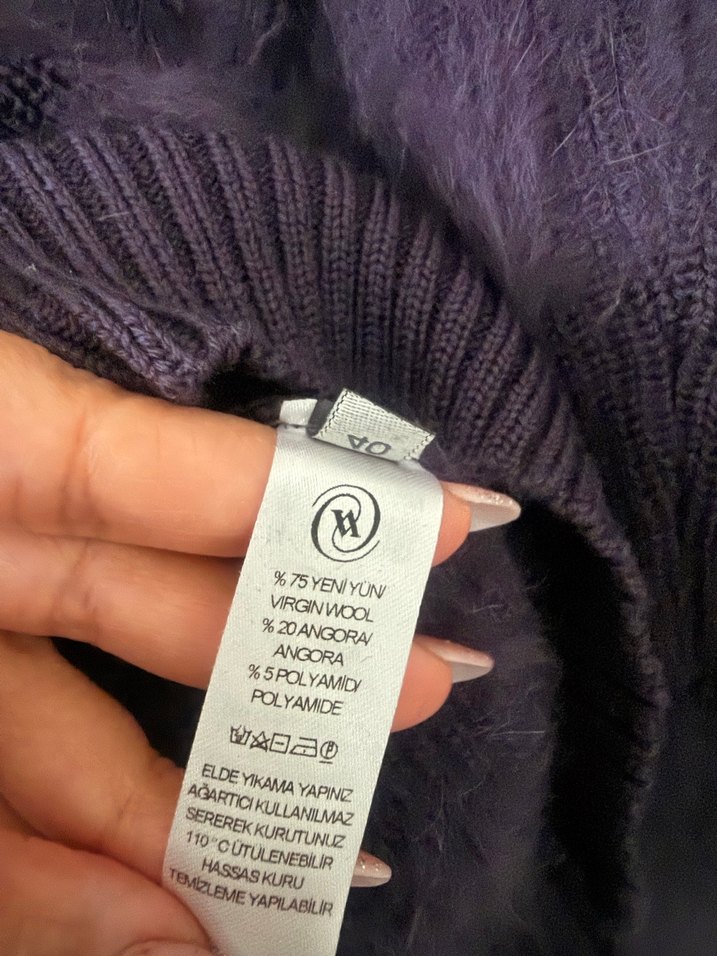 40
% 75 YENİ YÜN/
VIRGIN WOOL
% 20 ANGORA/
ANGORA
% 5 POLYAMİD/
POLYAMIDE
ELDE YIKAMA YAPINIZ
AĞARTICI KULLANILMAZ
SEREREK KURUTUNUZ
110 °C ÜTÜLENEBİLİR
HASSAS KURU
TEMİZLEME YAPILABİLİR